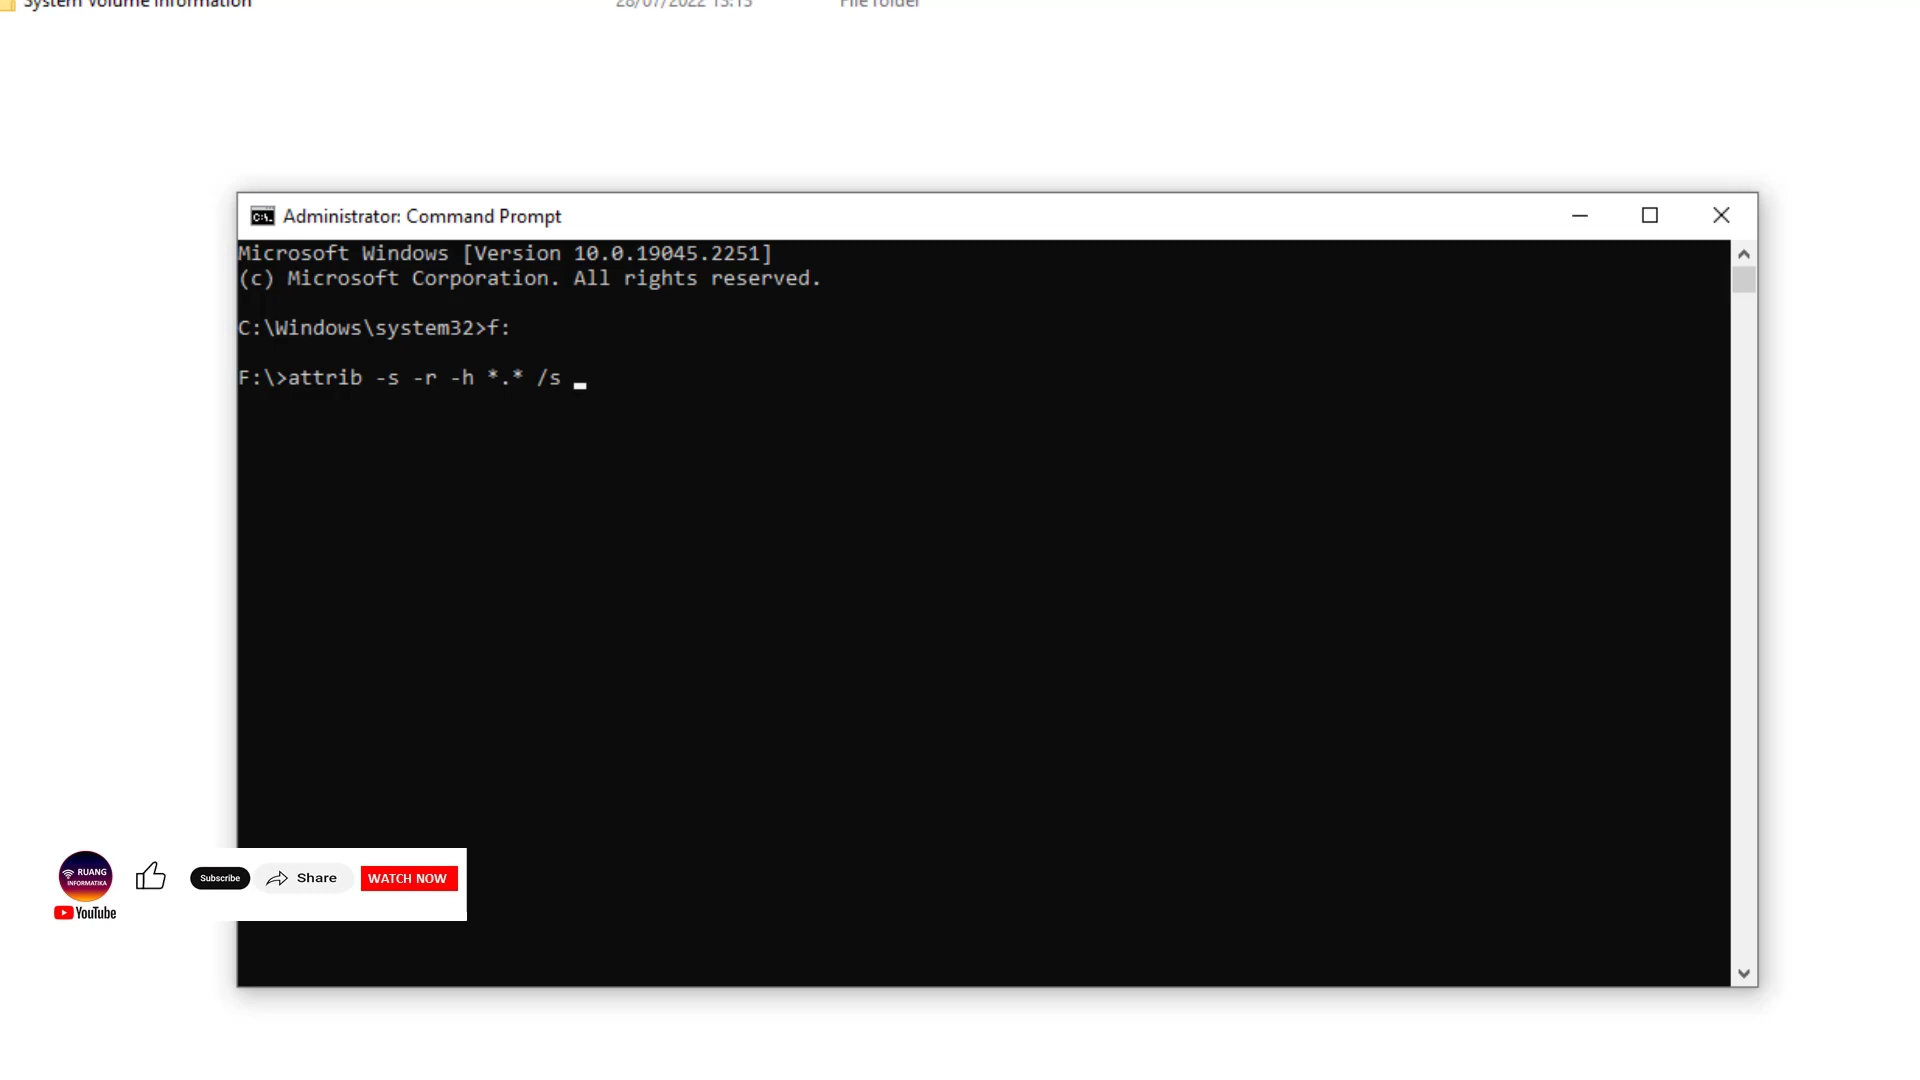 System Volume Information 28/07/2022 13:13 File folder
Administrator: Command Prompt
Microsoft Windows [Version 10.0.19045.2251]
(c) Microsoft Corporation. All rights reserved.
C:\Windows\system32>f:
F:\>attrib -s -r -h *.* /s
RUANG
INFORMATIKA
YouTube
Subscribe
Share
WATCH NOW